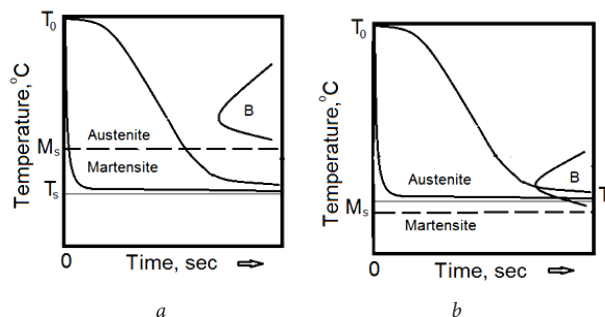 T₀
Temperature,°C
Austenite
B
Mₛ
Martensite
Tₛ
0
Time, sec
a
T₀
Temperature,°C
Austenite
B
T
Mₛ
Martensite
0
Time, sec
b